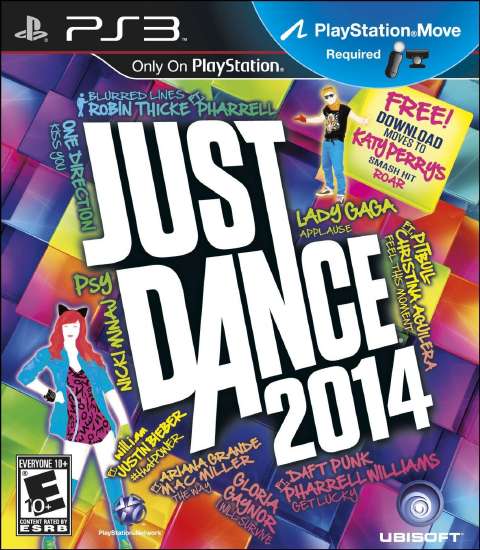 PS3
PlayStation®Move
Required
Only On PlayStation®
BLURRED LINES
ROBIN THICKE FT. PHARRELL
FREE!
DOWNLOAD
MOVES TO
KATY PERRY'S
SMASH HIT
ROAR
ONE DIRECTION
KISS YOU
JUST
DANCE
2014
LADY GAGA
APPLAUSE
FT. PITBULL
CHRISTINA AGUILERA
FEEL THIS MOMENT
PSY
NICKI MINAJ
will.i.am
FT. JUSTIN BIEBER
#thatPOWER
ARIANA GRANDE
FT. MAC MILLER
THE WAY
GLORIA
GAYNOR
I WILL SURVIVE
DAFT PUNK
FT. PHARRELL WILLIAMS
GET LUCKY
EVERYONE 10+
E
10+
CONTENT RATED BY
ESRB
PlayStation®Network
UBISOFT